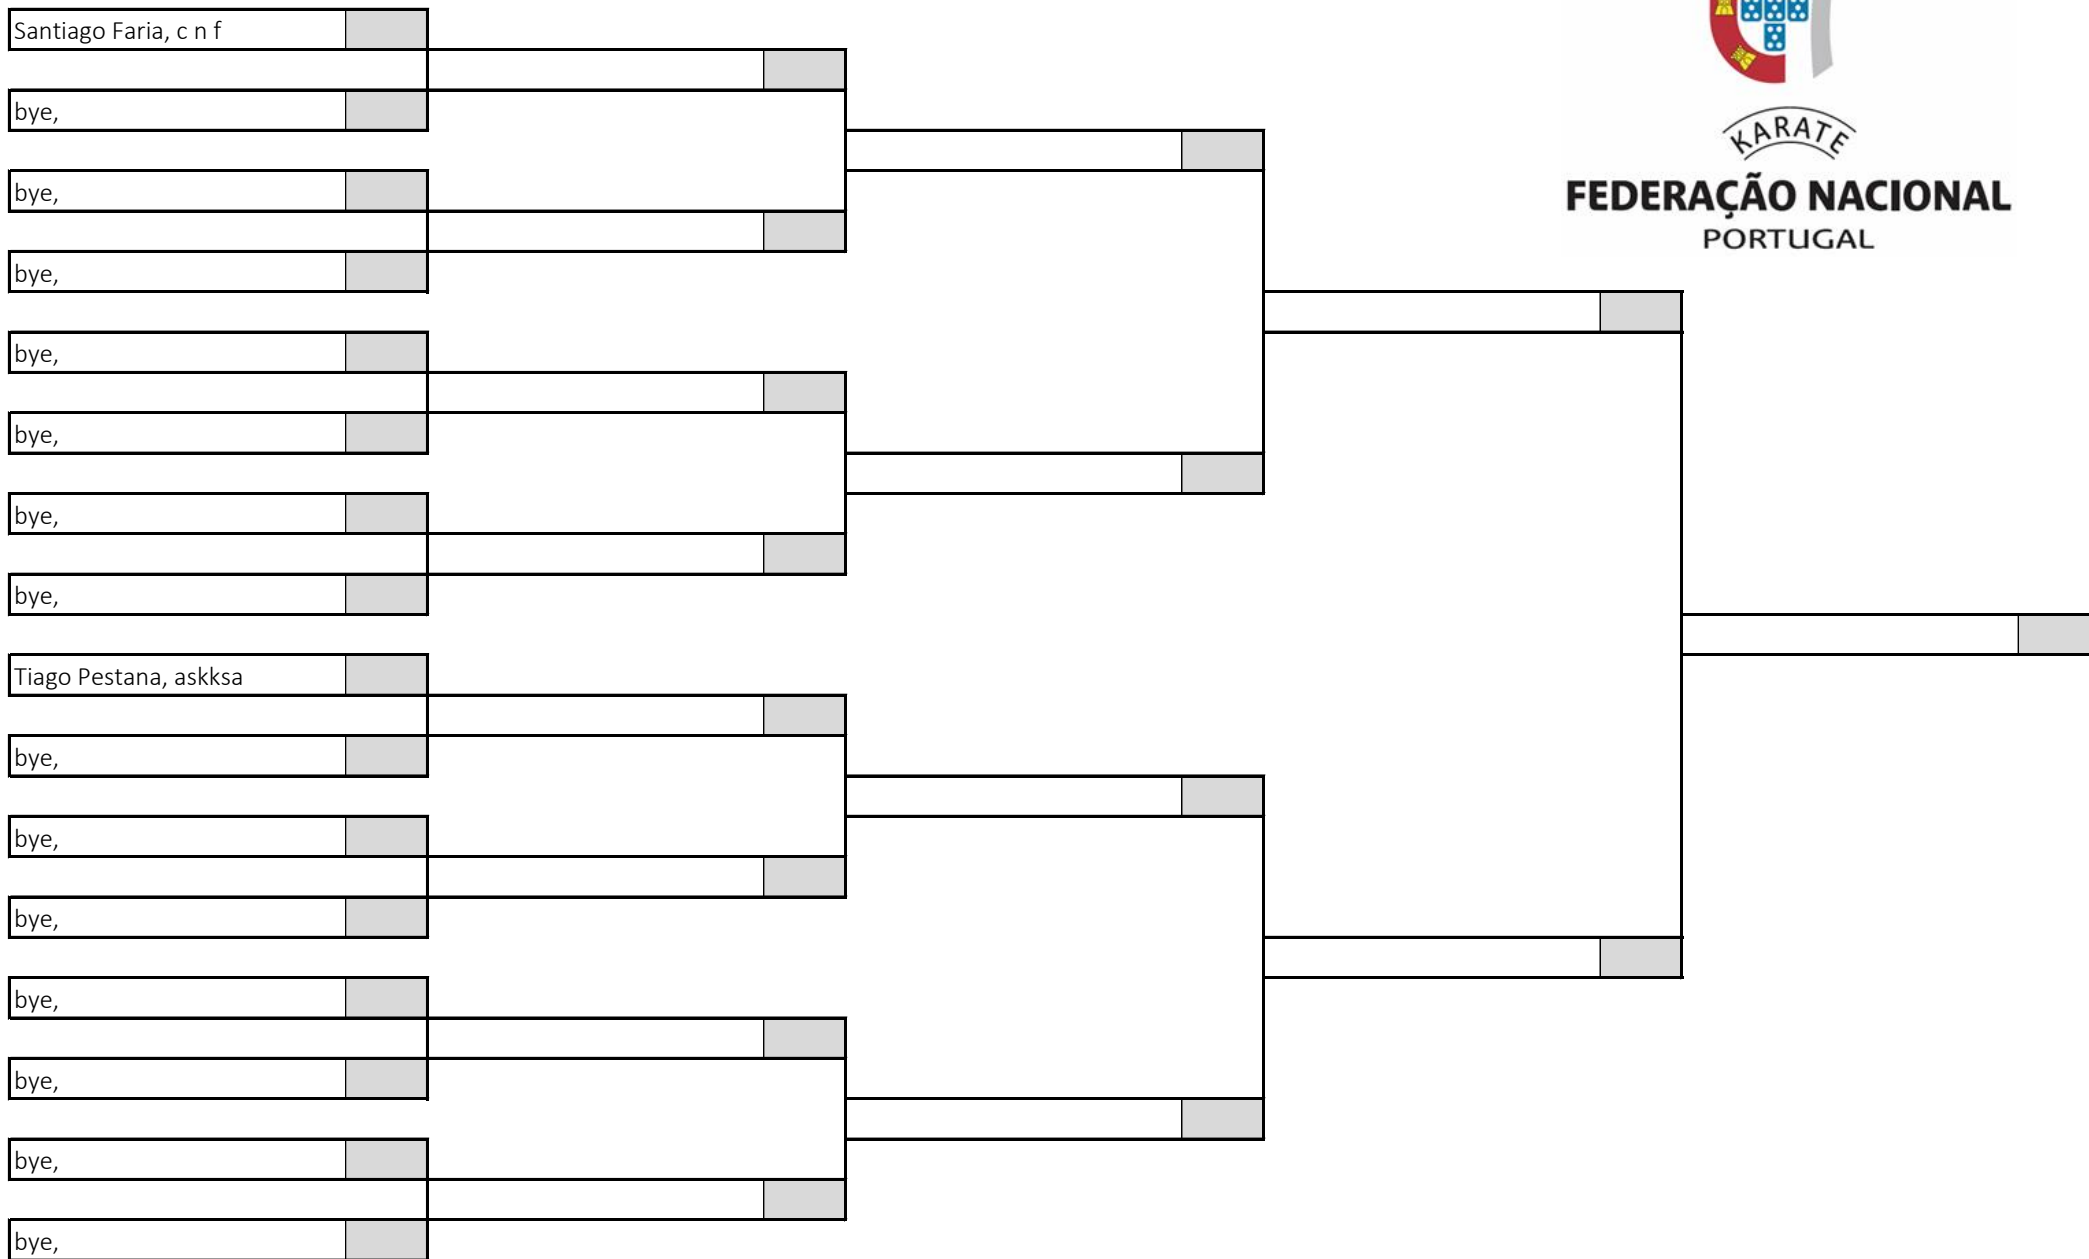 Santiago Faria, c n f
bye,
KARATE
bye,
FEDERAÇÃO NACIONAL
PORTUGAL
bye,
bye,
bye,
bye,
bye,
Tiago Pestana, askksa
bye,
bye,
bye,
bye,
bye,
bye,
bye,